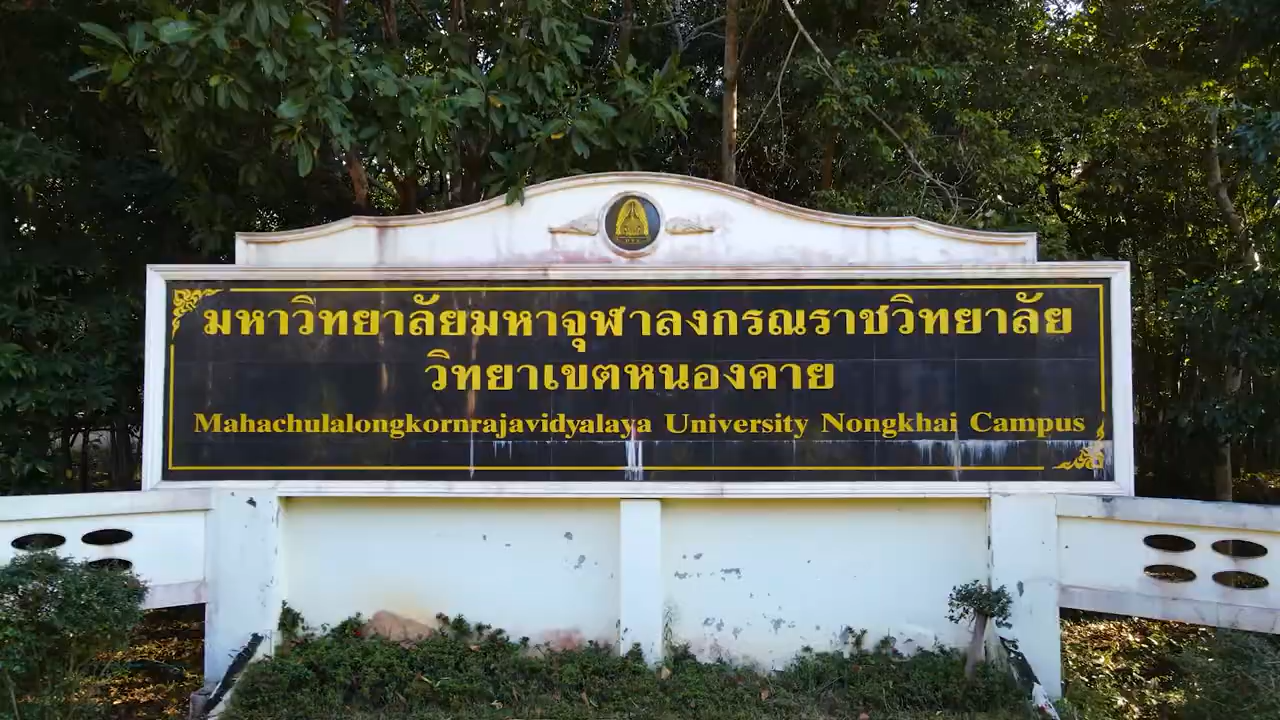 มหาวิทยาลัยมหาจุฬาลงกรณราชวิทยาลัย
วิทยาเขตหนองคาย
Mahachulalongkornrajavidyalaya University Nongkhai Campus